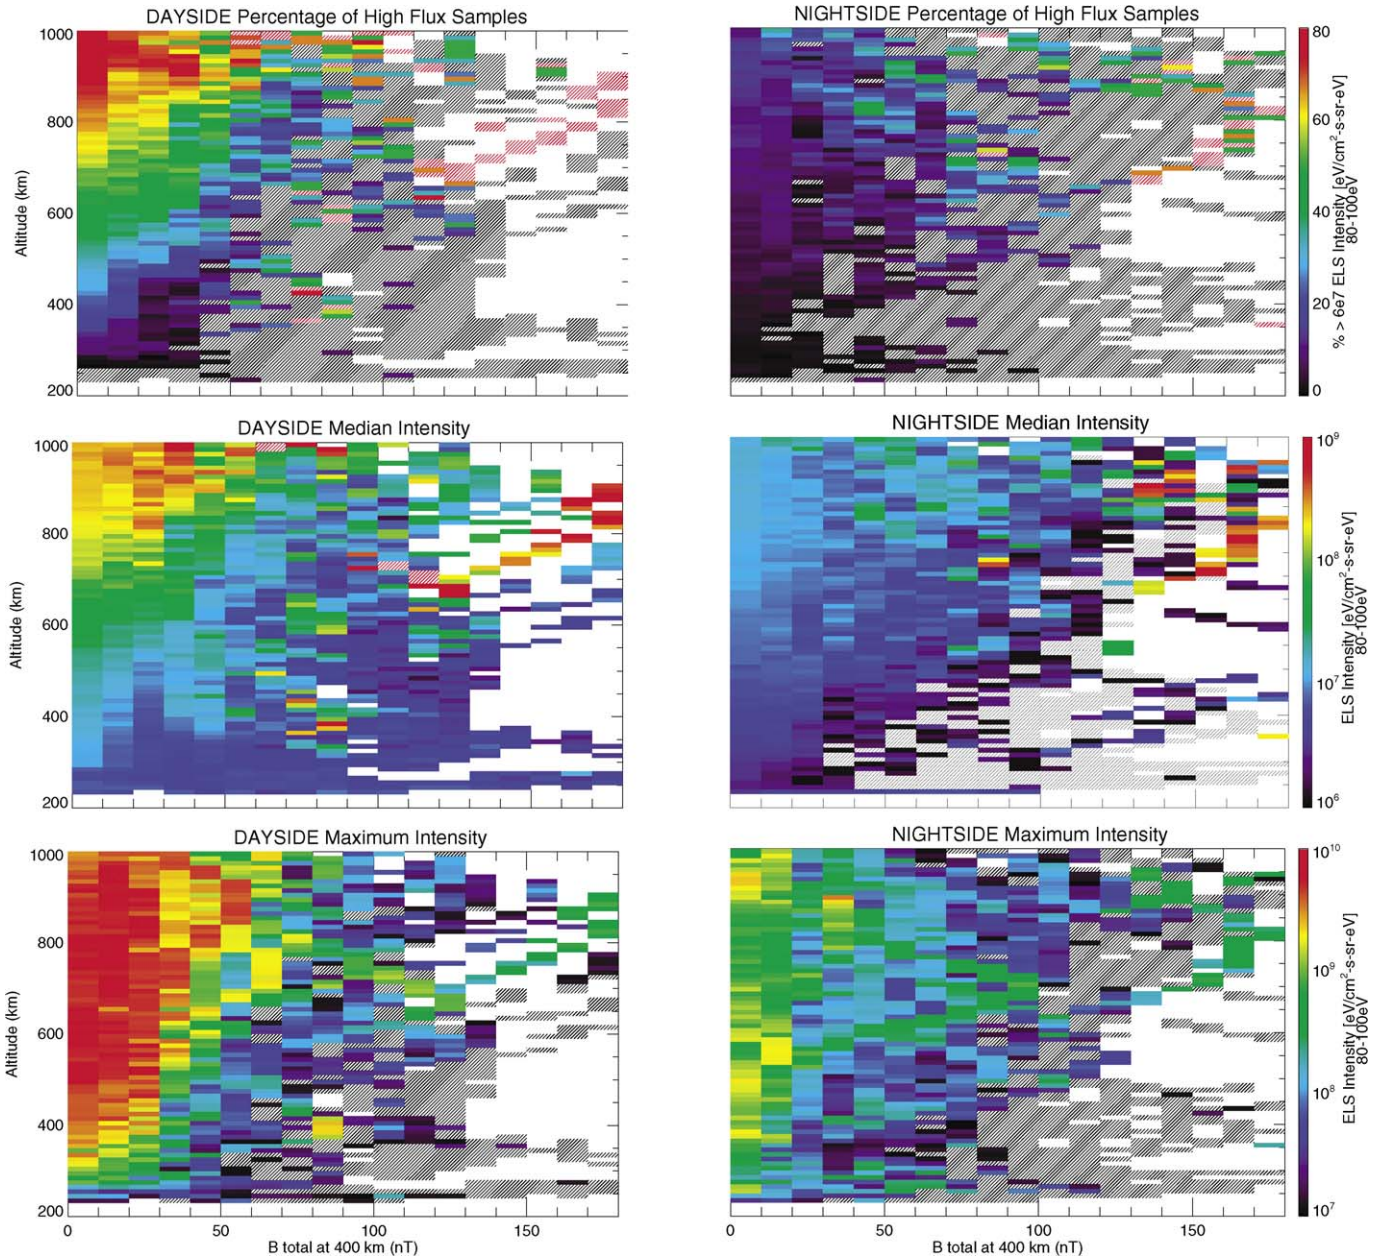 DAYSIDE Percentage of High Flux Samples
1000
800
600
400
200
Altitude (km)
NIGHTSIDE Percentage of High Flux Samples
80
60
40
20
0
% > 6e7 ELS Intensity [eV/cm²-s-sr-eV]
80-100eV
DAYSIDE Median Intensity
1000
800
600
400
200
Altitude (km)
NIGHTSIDE Median Intensity
10⁹
10⁸
10⁷
10⁶
ELS Intensity [eV/cm²-s-sr-eV]
80-100eV
DAYSIDE Maximum Intensity
1000
800
600
400
200
Altitude (km)
0 50 100 150
B total at 400 km (nT)
NIGHTSIDE Maximum Intensity
0 50 100 150
B total at 400 km (nT)
10¹⁰
10⁹
10⁸
10⁷
ELS Intensity [eV/cm²-s-sr-eV]
80-100eV